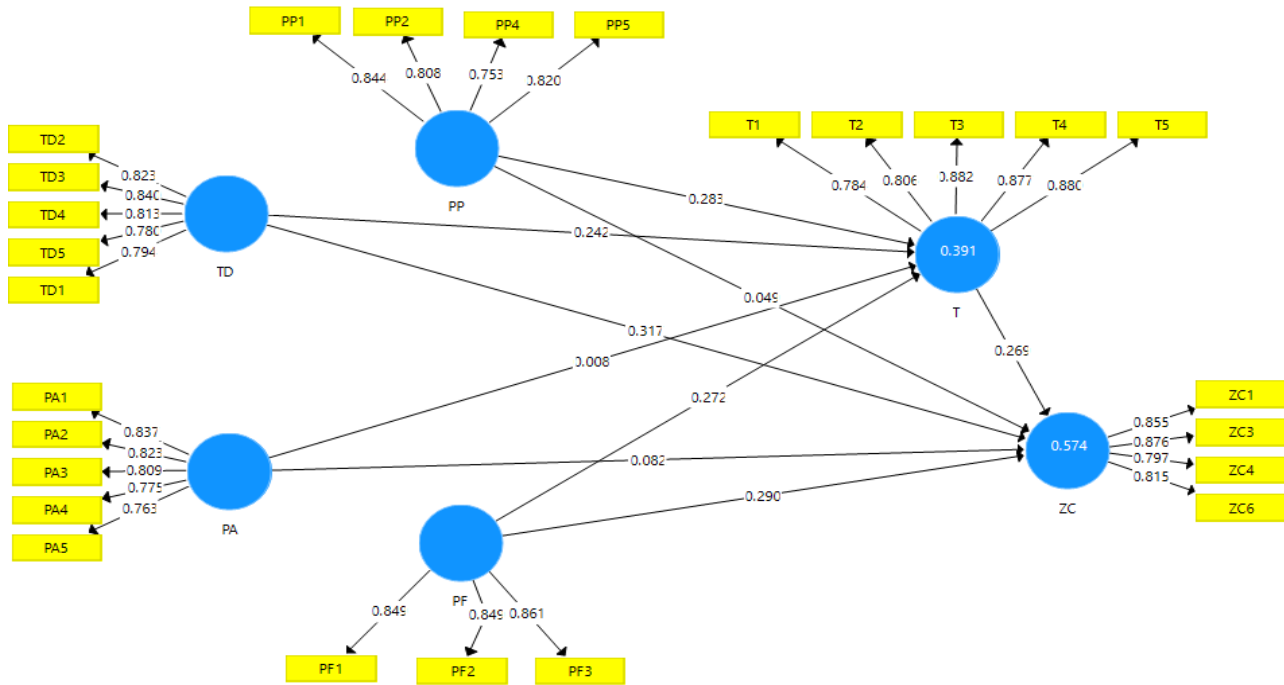 PP1 PP2 PP4 PP5
0.844 0.808 0.753 0.820
PP
TD2
TD3
TD4
TD5
TD1
0.823
0.840
0.813
0.780
0.794
TD
T1 T2 T3 T4 T5
0.784 0.806 0.882 0.877 0.880
0.391
T
0.283
0.242
0.049
0.317
0.008
0.272
0.269
0.082
0.290
PA1
PA2
PA3
PA4
PA5
0.837
0.823
0.809
0.775
0.763
PA
0.574
ZC
0.855
0.876
0.797
0.815
ZC1
ZC3
ZC4
ZC6
PF
0.849 0.849 0.861
PF1 PF2 PF3